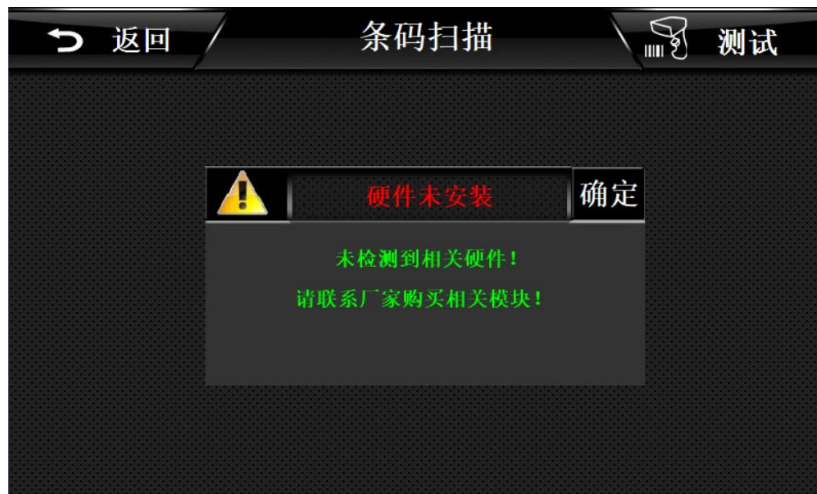 返回
条码扫描
测试
硬件未安装
确定
未检测到相关硬件！
请联系厂家购买相关模块！